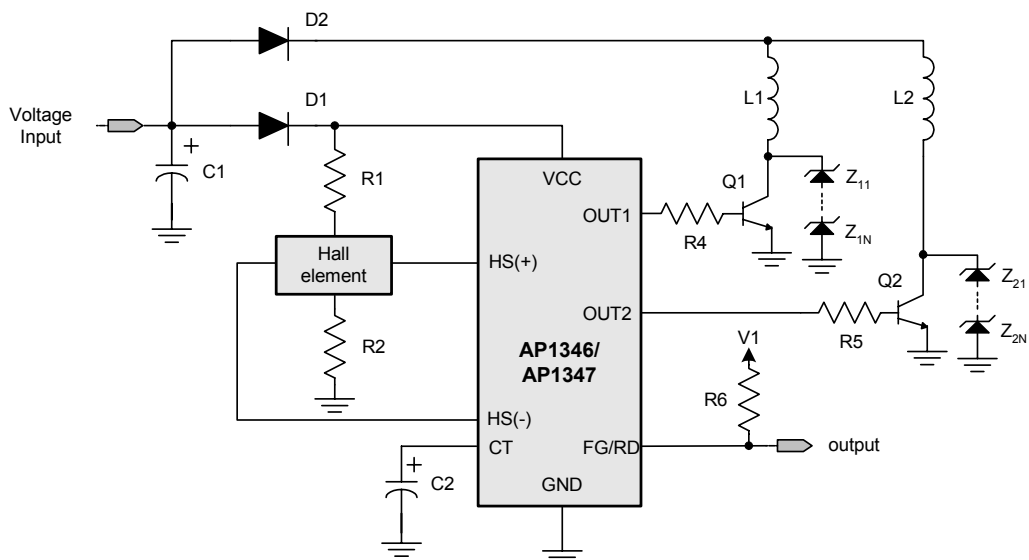 D2
Voltage
Input
D1
L1
L2
+
C1
R1
VCC
Q1
Z11
OUT1
R4
Z1N
Hall
element
HS(+)
Q2
Z21
OUT2
R5
Z2N
R2
V1
AP1346/
AP1347
R6
HS(-)
CT
FG/RD
output
+
C2
GND